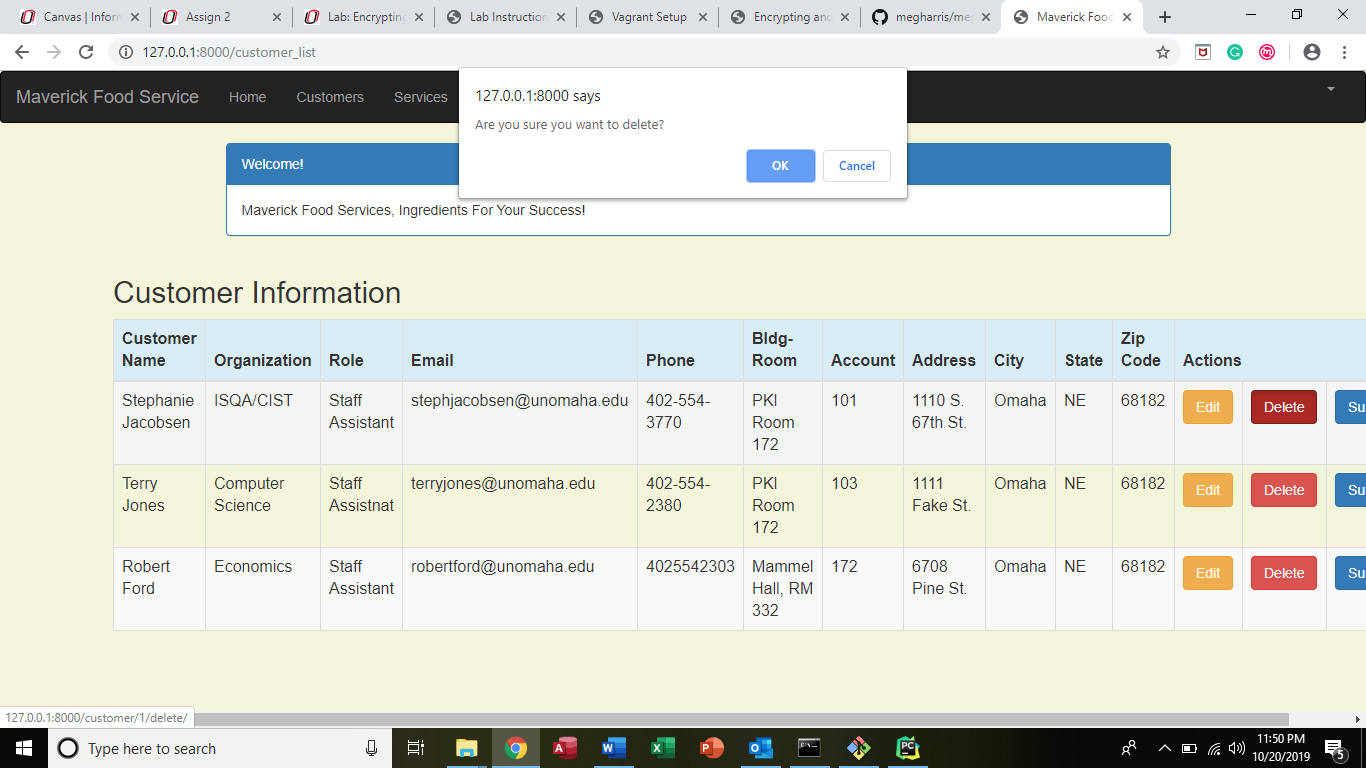 Canvas | Inform
Assign 2
Lab: Encrypting
Lab Instruction
Vagrant Setup
Encrypting and
megharris/me
Maverick Food
127.0.0.1:8000/customer_list
Maverick Food Service Home Customers Services
127.0.0.1:8000 says
Are you sure you want to delete?
OK Cancel
Welcome!
Maverick Food Services, Ingredients For Your Success!
Customer Information
Customer Name Organization Role Email Phone Bldg-Room Account Address City State Zip Code Actions
Stephanie Jacobsen ISQA/CIST Staff Assistant stephjacobsen@unomaha.edu 402-554-3770 PKI Room 172 101 1110 S. 67th St. Omaha NE 68182 Edit Delete Su
Terry Jones Computer Science Staff Assistnat terryjones@unomaha.edu 402-554-2380 PKI Room 172 103 1111 Fake St. Omaha NE 68182 Edit Delete Su
Robert Ford Economics Staff Assistant robertford@unomaha.edu 4025542303 Mammel Hall, RM 332 172 6708 Pine St. Omaha NE 68182 Edit Delete Su
127.0.0.1:8000/customer/1/delete/
Type here to search
11:50 PM
10/20/2019
5